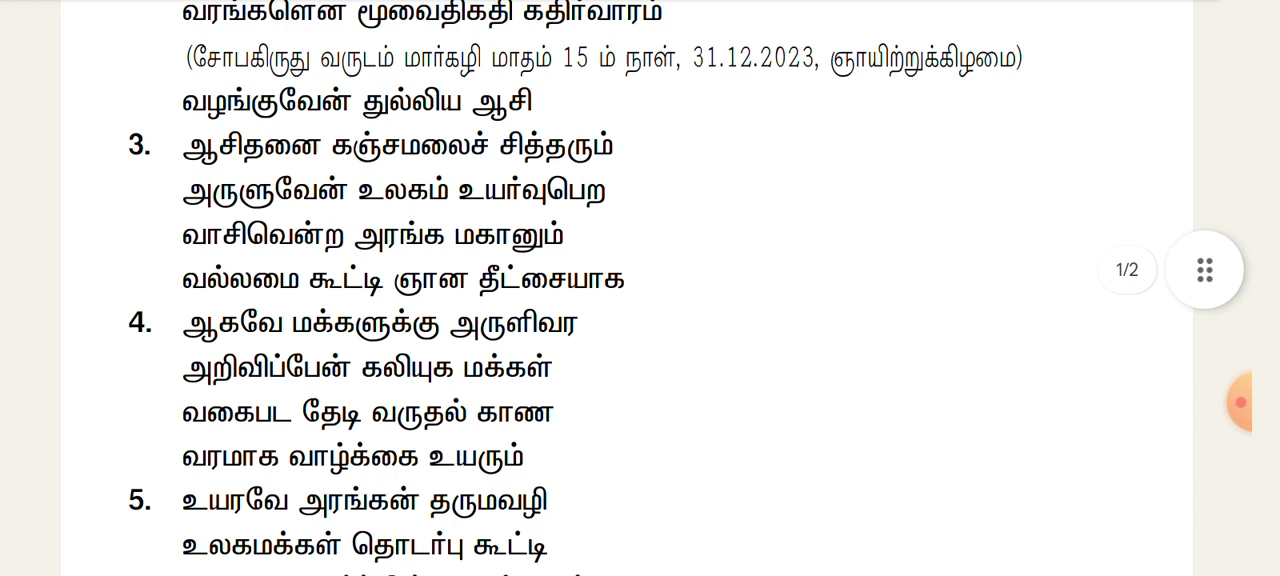 வரங்களென மூவைதிகதி கதிர்வாரம்
(சோபகிருது வருடம் மார்கழி மாதம் 15 ம் நாள், 31.12.2023, ஞாயிற்றுக்கிழமை)
வழங்குவேன் துல்லிய ஆசி
3. ஆசிதனை கஞ்சமலைச் சித்தரும்
அருளுவேன் உலகம் உயர்வுபெற
வாசிவென்ற அரங்க மகானும்
வல்லமை கூட்டி ஞான தீட்சையாக
1/2
4. ஆகவே மக்களுக்கு அருளிவர
அறிவிப்பேன் கலியுக மக்கள்
வகைபட தேடி வருதல் காண
வரமாக வாழ்க்கை உயரும்
5. உயரவே அரங்கன் தருமவழி
உலகமக்கள் தொடர்பு கூட்டி